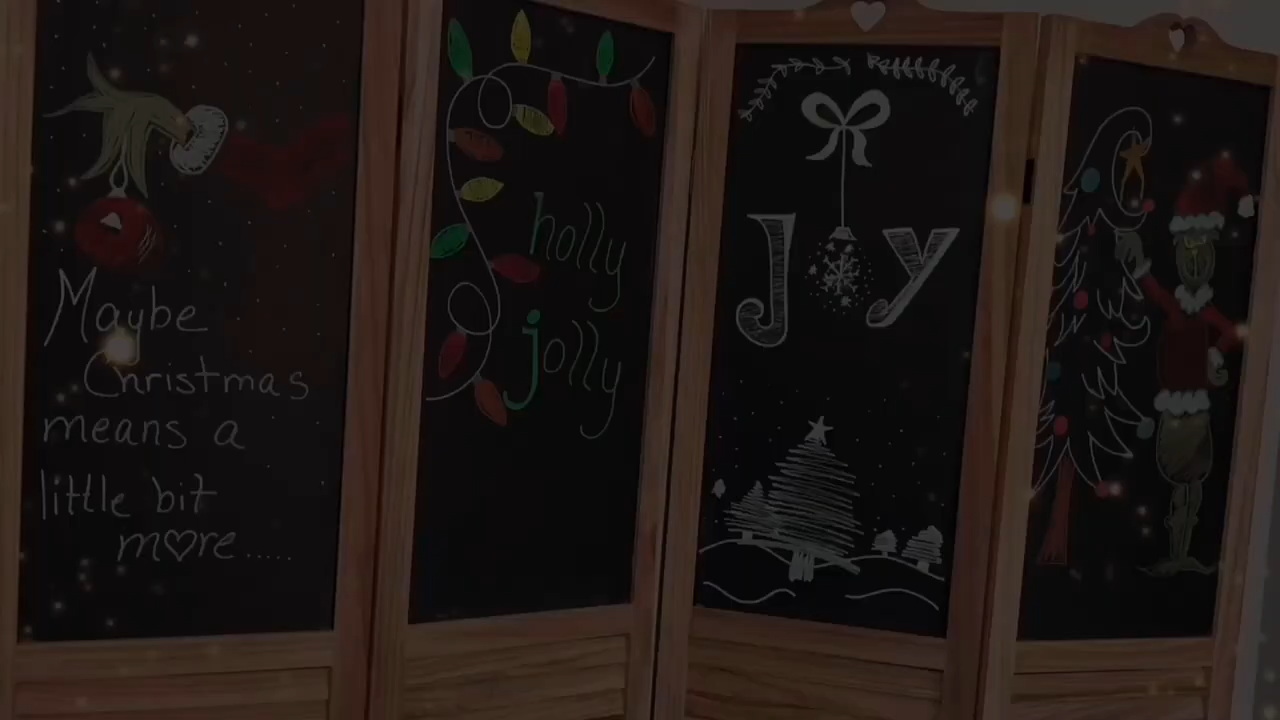 Maybe
Christmas
means a
little bit
more.....
holly
jolly
JOY